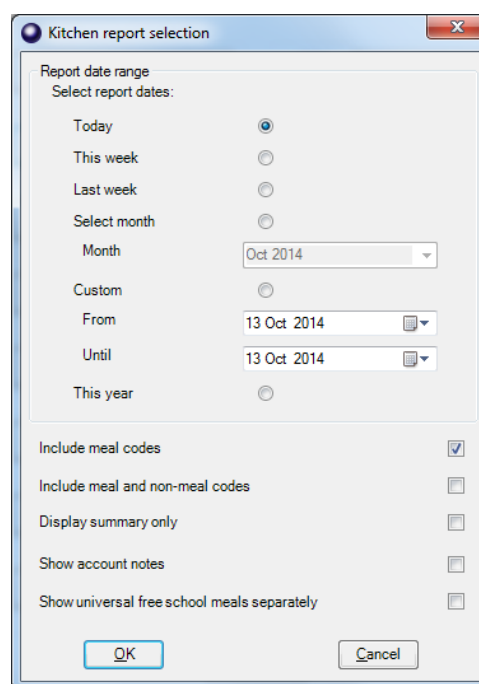 Kitchen report selection
Report date range
Select report dates:
Today
This week
Last week
Select month
Month Oct 2014
Custom
From 13 Oct 2014
Until 13 Oct 2014
This year
Include meal codes
Include meal and non-meal codes
Display summary only
Show account notes
Show universal free school meals separately
OK Cancel